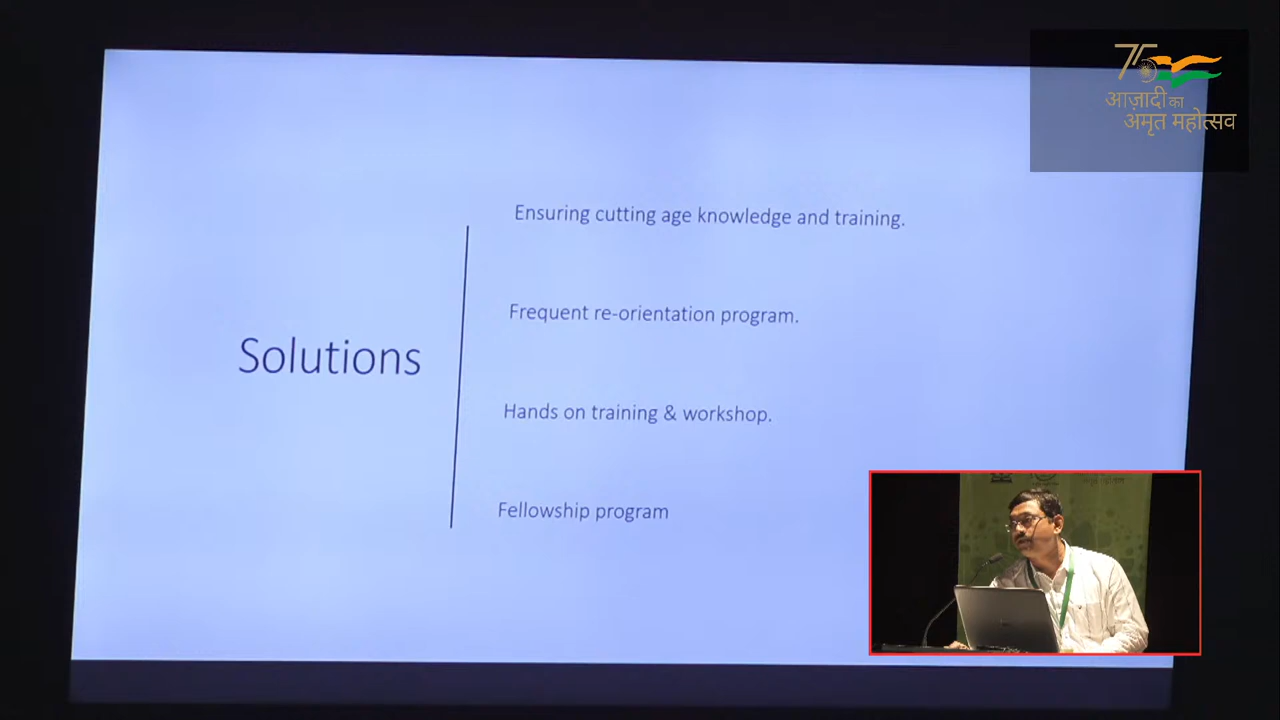 75
आज़ादी का
अमृत महोत्सव
Ensuring cutting age knowledge and training.
Frequent re-orientation program.
Solutions
Hands on training & workshop.
Fellowship program